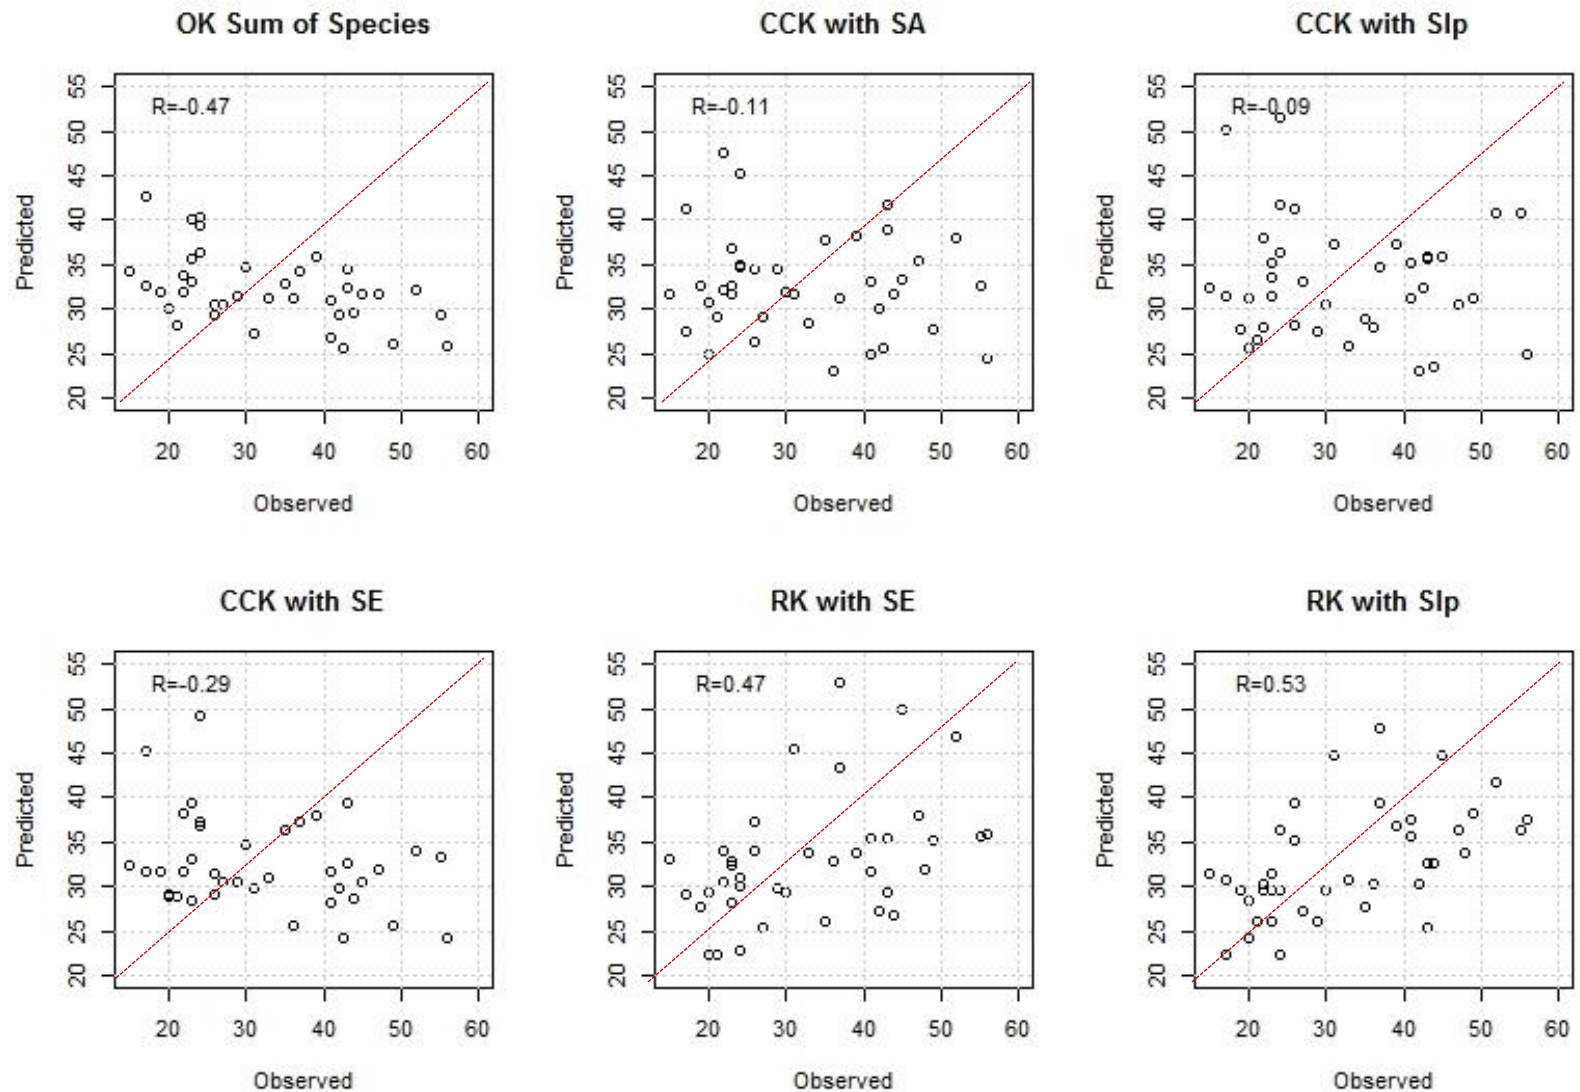 OK Sum of Species
R=-0.47
Predicted
55
50
45
40
35
30
25
20
20 30 40 50 60
Observed
CCK with SA
R=-0.11
Predicted
55
50
45
40
35
30
25
20
20 30 40 50 60
Observed
CCK with Slp
R=-0.09
Predicted
55
50
45
40
35
30
25
20
20 30 40 50 60
Observed
CCK with SE
R=-0.29
Predicted
55
50
45
40
35
30
25
20
20 30 40 50 60
Observed
RK with SE
R=0.47
Predicted
55
50
45
40
35
30
25
20
20 30 40 50 60
Observed
RK with Slp
R=0.53
Predicted
55
50
45
40
35
30
25
20
20 30 40 50 60
Observed